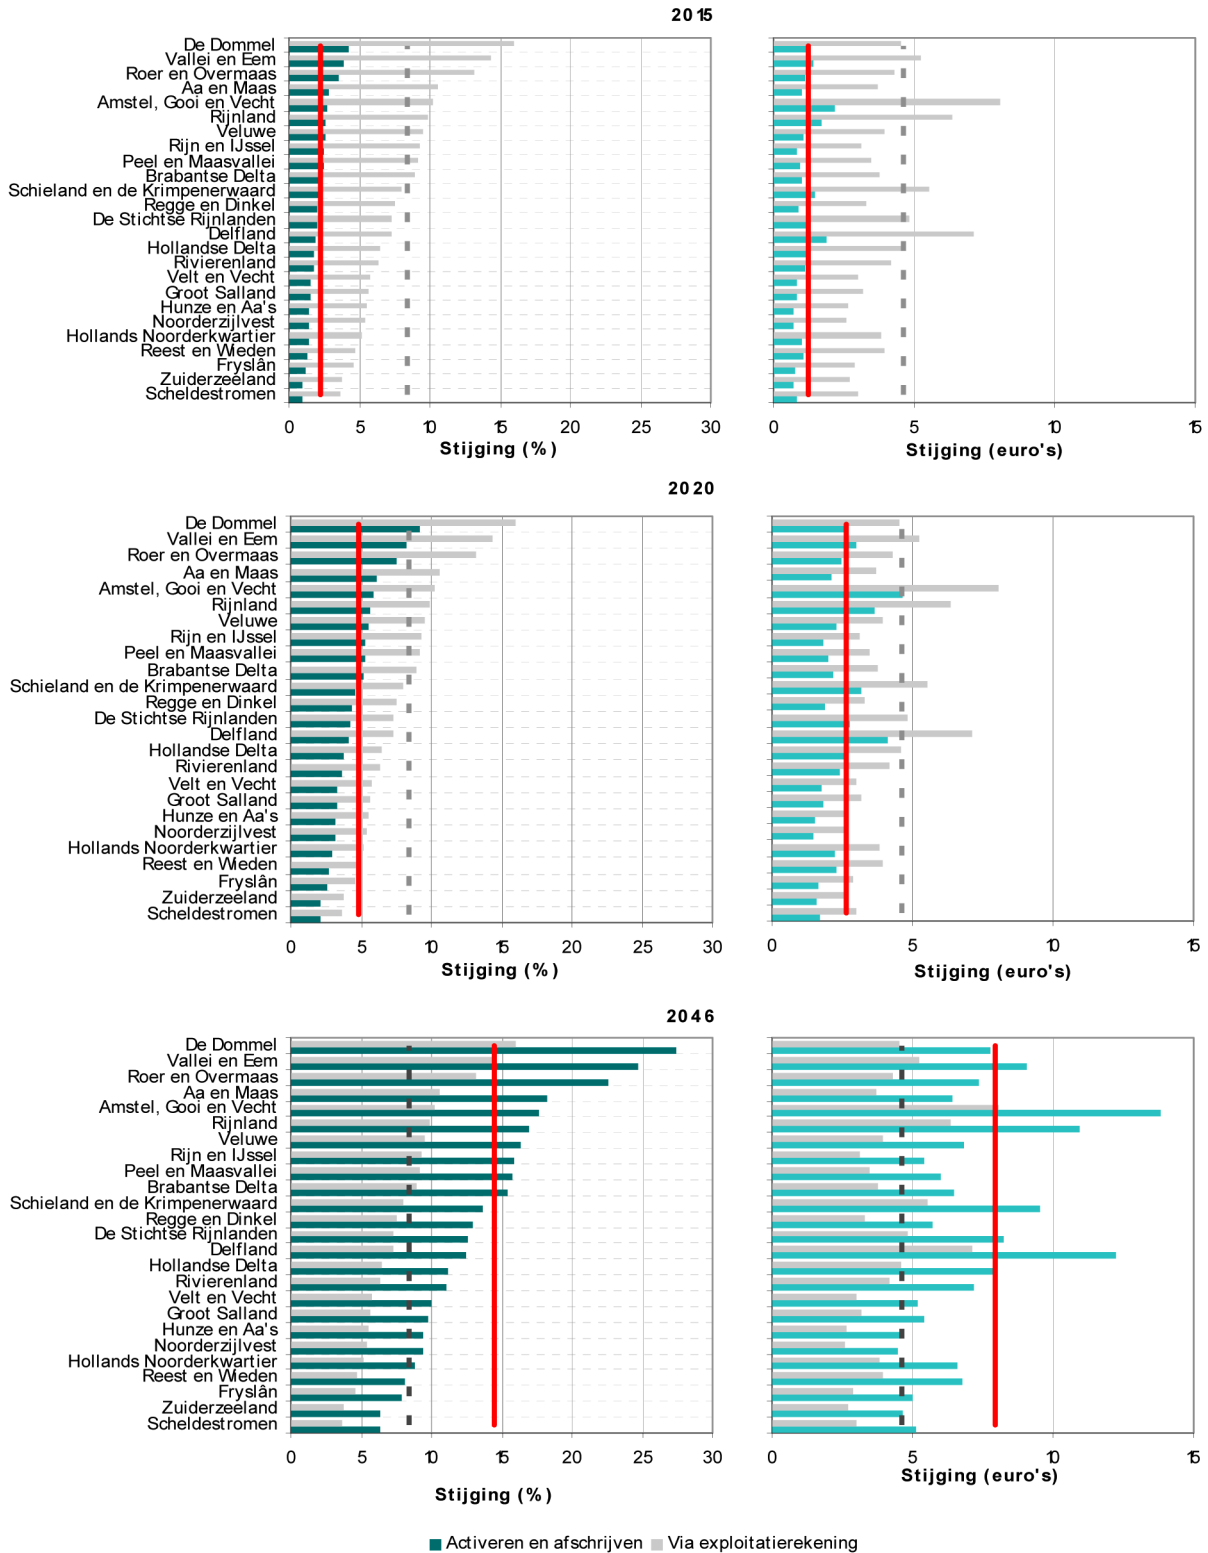 2015
De Dommel
Vallei en Eem
Roer en Overmaas
Aa en Maas
Amstel, Gooi en Vecht
Rijnland
Veluwe
Rijn en IJssel
Peel en Maasvallei
Brabantse Delta
Schieland en de Krimpenerwaard
Regge en Dinkel
De Stichtse Rijnlanden
Delfland
Hollandse Delta
Rivierenland
Velt en Vecht
Groot Salland
Hunze en Aa's
Noorderzijlvest
Hollands Noorderkwartier
Reest en Wieden
Fryslân
Zuiderzeeland
Scheldestromen
0 5 10 15 20 25 30
Stijging (%)
0 5 10 15
Stijging (euro's)
2020
De Dommel
Vallei en Eem
Roer en Overmaas
Aa en Maas
Amstel, Gooi en Vecht
Rijnland
Veluwe
Rijn en IJssel
Peel en Maasvallei
Brabantse Delta
Schieland en de Krimpenerwaard
Regge en Dinkel
De Stichtse Rijnlanden
Delfland
Hollandse Delta
Rivierenland
Velt en Vecht
Groot Salland
Hunze en Aa's
Noorderzijlvest
Hollands Noorderkwartier
Reest en Wieden
Fryslân
Zuiderzeeland
Scheldestromen
0 5 10 15 20 25 30
Stijging (%)
0 5 10 15
Stijging (euro's)
2046
De Dommel
Vallei en Eem
Roer en Overmaas
Aa en Maas
Amstel, Gooi en Vecht
Rijnland
Veluwe
Rijn en IJssel
Peel en Maasvallei
Brabantse Delta
Schieland en de Krimpenerwaard
Regge en Dinkel
De Stichtse Rijnlanden
Delfland
Hollandse Delta
Rivierenland
Velt en Vecht
Groot Salland
Hunze en Aa's
Noorderzijlvest
Hollands Noorderkwartier
Reest en Wieden
Fryslân
Zuiderzeeland
Scheldestromen
0 5 10 15 20 25 30
Stijging (%)
0 5 10 15
Stijging (euro's)
Activeren en afschrijven Via exploitatierekening